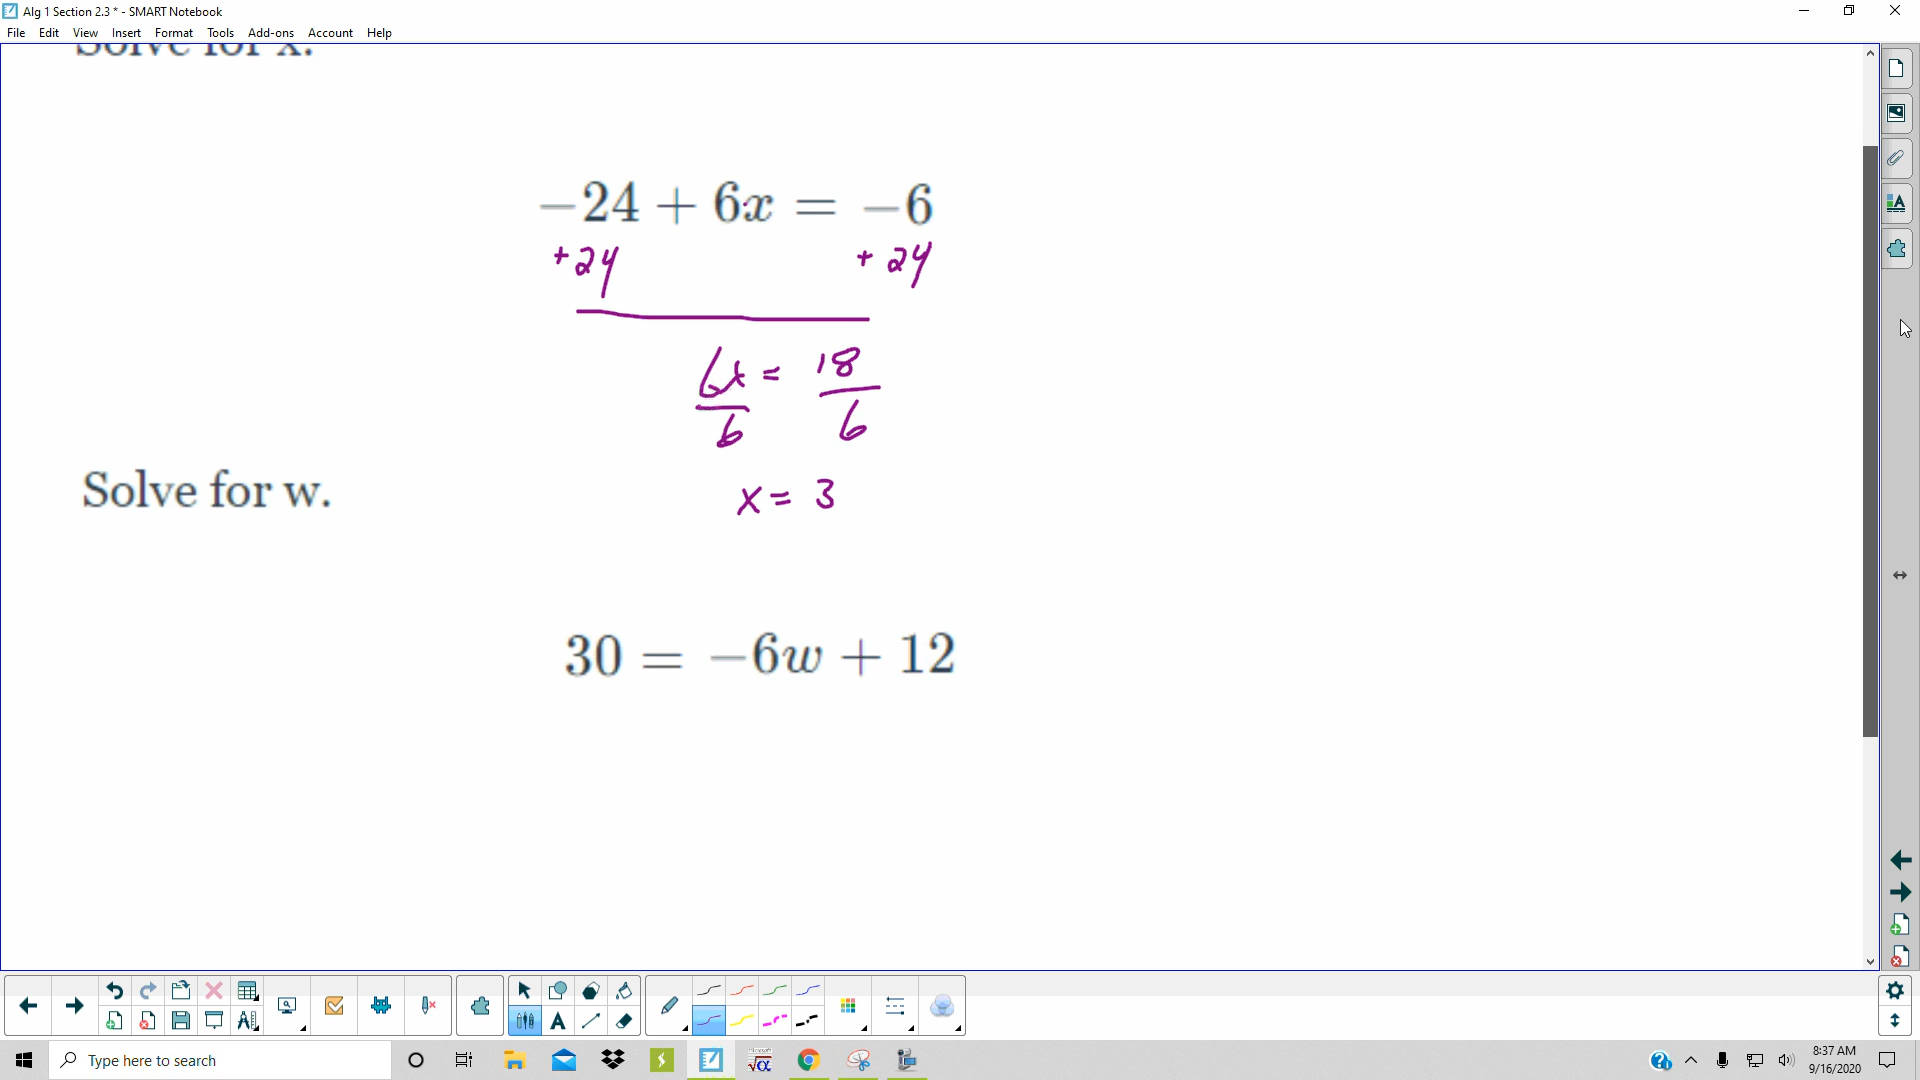 Alg 1 Section 2.3 * - SMART Notebook
File Edit View Insert Format Tools Add-ons Account Help
Solve for x.
−24 + 6x = −6
+24 + 24
6x = 18
6 6
x = 3
Solve for w.
30 = −6w + 12
Type here to search
8:37 AM
9/16/2020